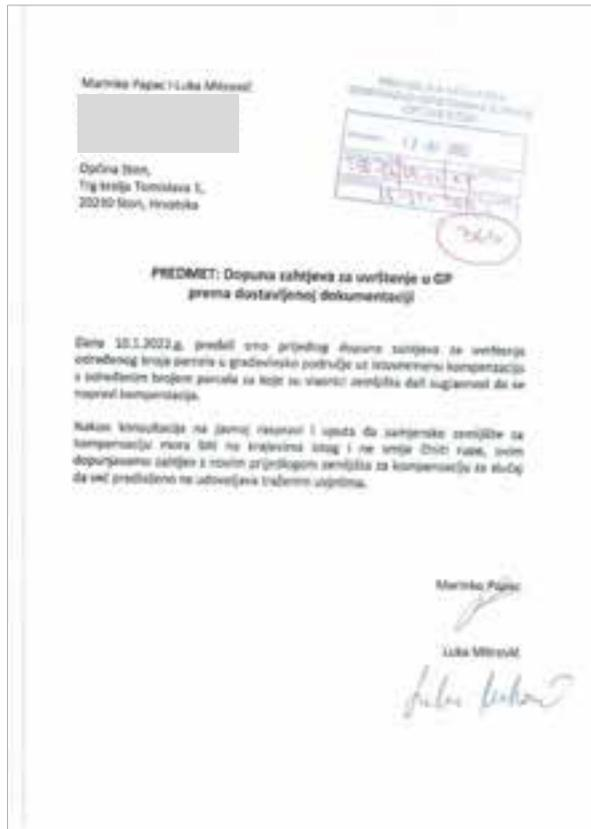 Marinko Papac i Luka Mitrović
Općina Ston,
Trg kralja Tomislava 1,
20230 Ston, Hrvatska
PREDMET: Dopuna zahtjeva za uvrštenje u GP
prema dostavljenoj dokumentaciji
Dana 10.1.2022.g. predali smo prijedlog dopune zahtjeva za uvrštenje
određenog broja parcela u građevinsko područje uz istovremenu kompenzaciju
s određenim brojem parcela za koje su vlasnici zemljišta dali suglasnost da se
napravi kompenzacija.
Nakon konzultacija na javnoj raspravi i uputa da zamjensko zemljište za
kompenzaciju mora biti na krajevima istog i ne smije činiti rupe, ovim
dopunjavamo zahtjev s novim prijedlogom zemljišta za kompenzaciju za slučaj
da već predloženo ne udovoljava traženim uvjetima.
Marinko Papac
Luka Mitrović